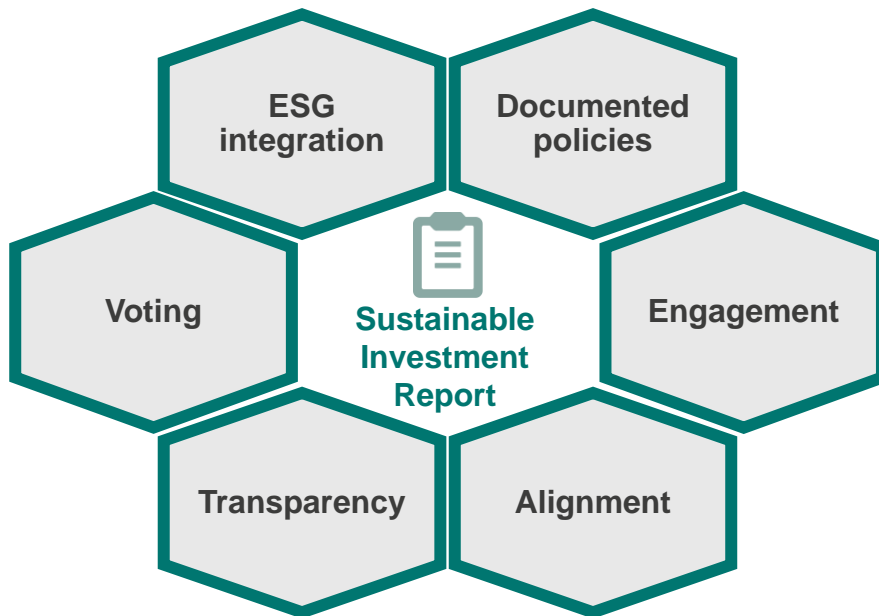 ESG
integration
Documented
policies
Voting
Sustainable
Investment
Report
Engagement
Transparency
Alignment